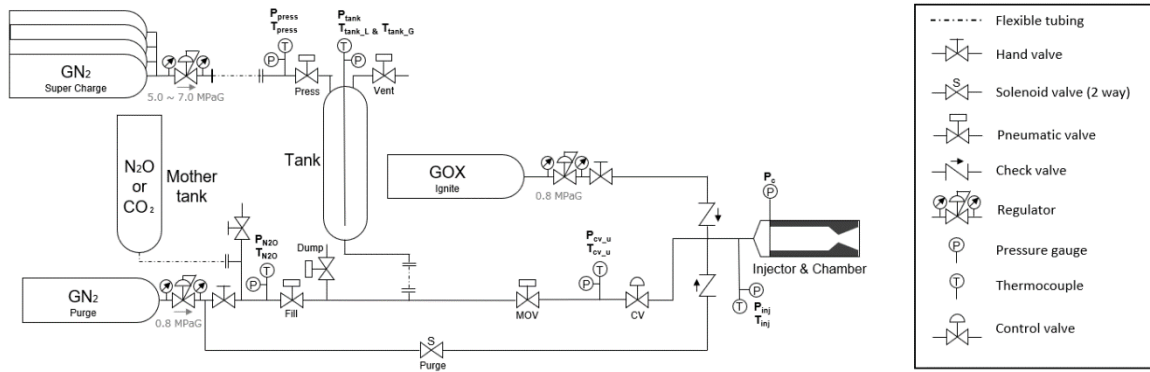 GN₂
Super Charge
5.0 ~ 7.0 MPaG
P_press
T_press
Press
P_tank
T_tank_L & T_tank_G
Vent
N₂O
or
CO₂
Mother
tank
Tank
GOX
Ignite
0.8 MPaG
P_c
Injector & Chamber
P_N2O
T_N2O
Dump
P_cv_u
T_cv_u
GN₂
Purge
0.8 MPaG
Fill
MOV
CV
P_inj
T_inj
S
Purge
P
T
P
T
P
T
P
T
P
P
T
Flexible tubing
Hand valve
S
Solenoid valve (2 way)
Pneumatic valve
Check valve
Regulator
P
Pressure gauge
T
Thermocouple
Control valve